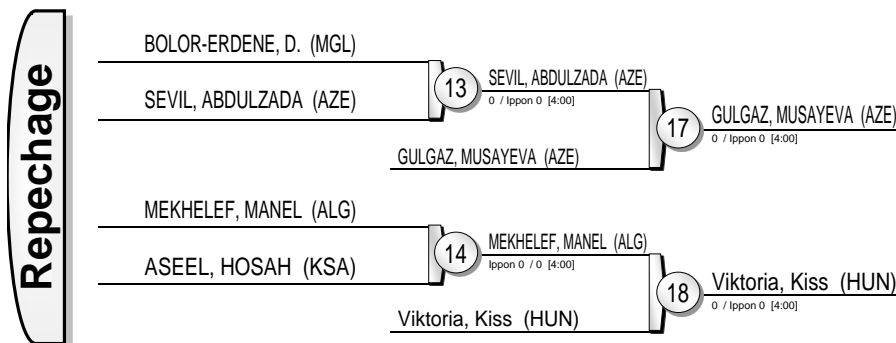 Repechage
BOLOR-ERDENE, D. (MGL)
SEVIL, ABDULZADA (AZE)
13
SEVIL, ABDULZADA (AZE)
0 / Ippon 0 [4:00]
GULGAZ, MUSAYEVA (AZE)
17
GULGAZ, MUSAYEVA (AZE)
0 / Ippon 0 [4:00]
MEKHELEF, MANEL (ALG)
ASEEL, HOSAH (KSA)
14
MEKHELEF, MANEL (ALG)
Ippon 0 / 0 [4:00]
Viktoria, Kiss (HUN)
18
Viktoria, Kiss (HUN)
0 / Ippon 0 [4:00]